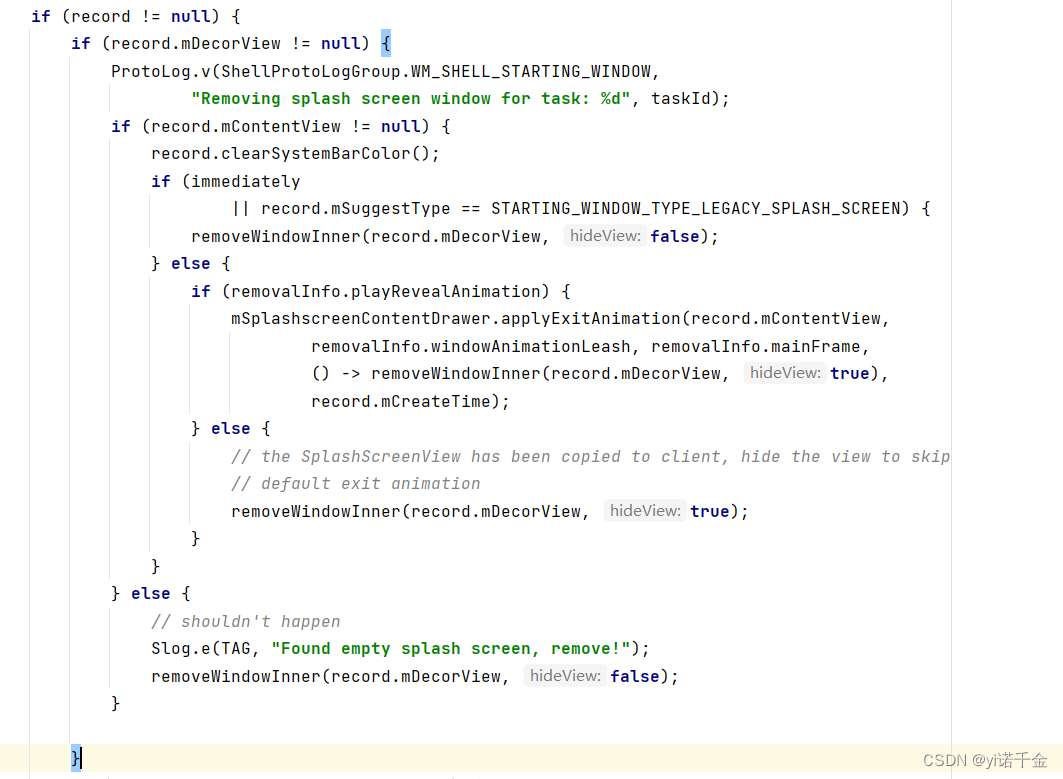 if (record != null) {
if (record.mDecorView != null) {
ProtoLog.v(ShellProtoLogGroup.WM_SHELL_STARTING_WINDOW,
"Removing splash screen window for task: %d", taskId);
if (record.mContentView != null) {
record.clearSystemBarColor();
if (immediately
|| record.mSuggestType == STARTING_WINDOW_TYPE_LEGACY_SPLASH_SCREEN) {
removeWindowInner(record.mDecorView, hideView: false);
} else {
if (removalInfo.playRevealAnimation) {
mSplashscreenContentDrawer.applyExitAnimation(record.mContentView,
removalInfo.windowAnimationLeash, removalInfo.mainFrame,
() -> removeWindowInner(record.mDecorView, hideView: true),
record.mCreateTime);
} else {
// the SplashScreenView has been copied to client, hide the view to skip
// default exit animation
removeWindowInner(record.mDecorView, hideView: true);
}
}
} else {
// shouldn't happen
Slog.e(TAG, "Found empty splash screen, remove!");
removeWindowInner(record.mDecorView, hideView: false);
}
}
CSDN @yi诺千金